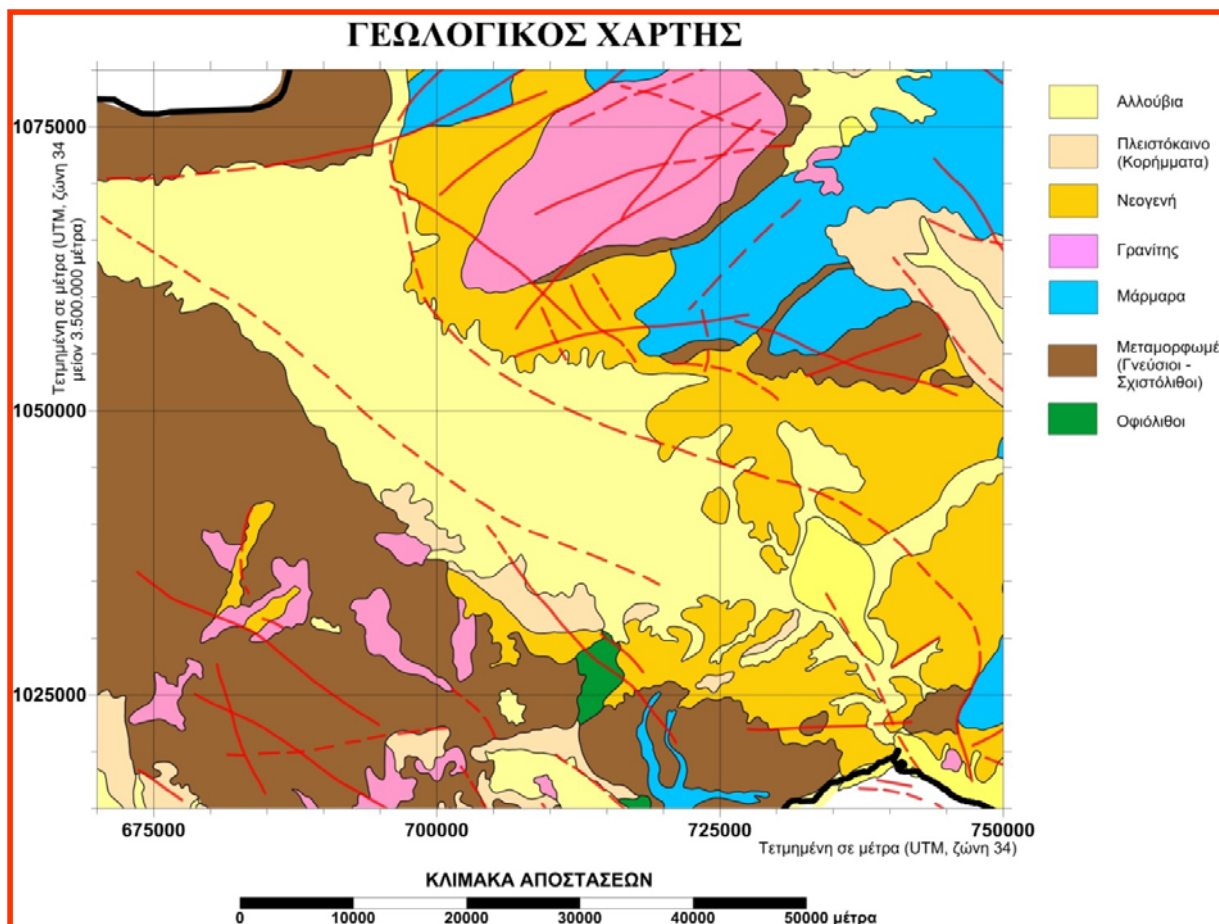 ΓΕΩΛΟΓΙΚΟΣ ΧΑΡΤΗΣ
1075000
1050000
1025000
Τετμημένη σε μέτρα (UTM, ζώνη 34
μείον 3.500.000 μέτρα)
Αλλούβια
Πλειστόκαινο
(Κορήμματα)
Νεογενή
Γρανίτης
Μάρμαρα
Μεταμορφωμέ
(Γνεύσιοι -
Σχιστόλιθοι)
Οφιόλιθοι
675000
700000
725000
750000
Τετμημένη σε μέτρα (UTM, ζώνη 34)
ΚΛΙΜΑΚΑ ΑΠΟΣΤΑΣΕΩΝ
0
10000
20000
30000
40000
50000 μέτρα